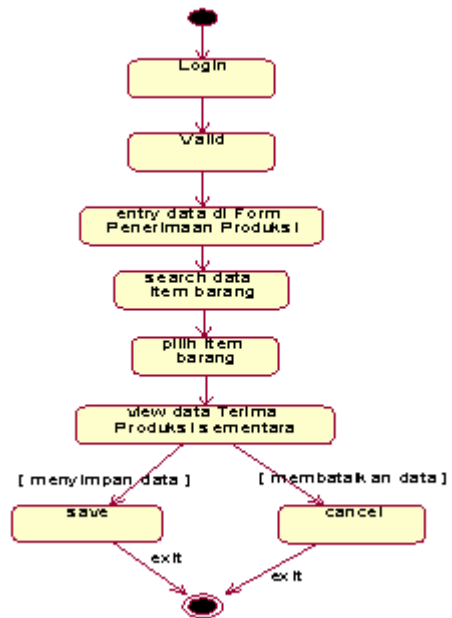 Login
Valid
entry data di Form
Penerimaan Produksi
search data
item barang
pilih item
barang
view data Terima
Produksi sementara
[ menyimpan data ]
[ membatalkan data ]
save
cancel
exit
exit